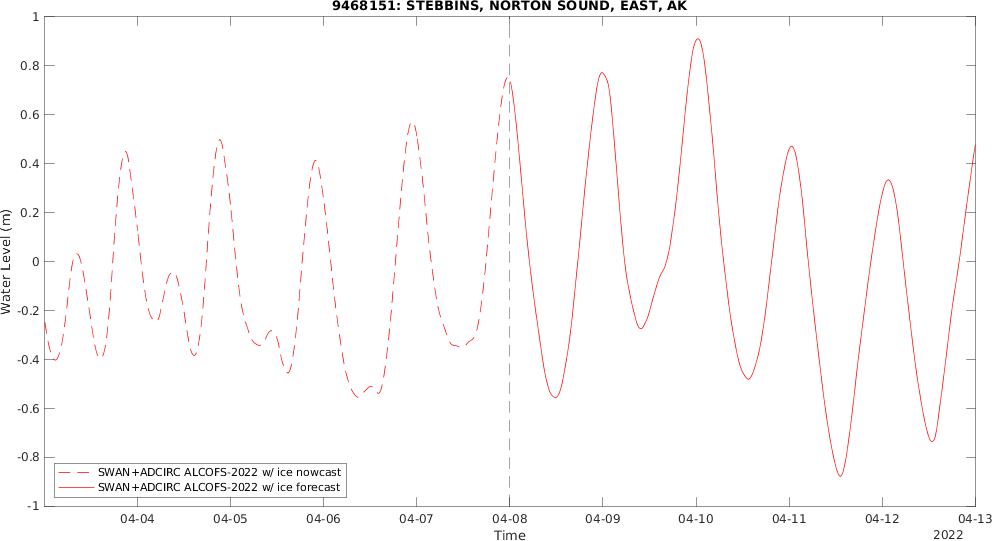 9468151: STEBBINS, NORTON SOUND, EAST, AK
1
0.8
0.6
0.4
0.2
0
-0.2
-0.4
-0.6
-0.8
-1
Water Level (m)
SWAN+ADCIRC ALCOFS-2022 w/ ice nowcast
SWAN+ADCIRC ALCOFS-2022 w/ ice forecast
04-04 04-05 04-06 04-07 04-08 04-09 04-10 04-11 04-12 04-13
Time
2022